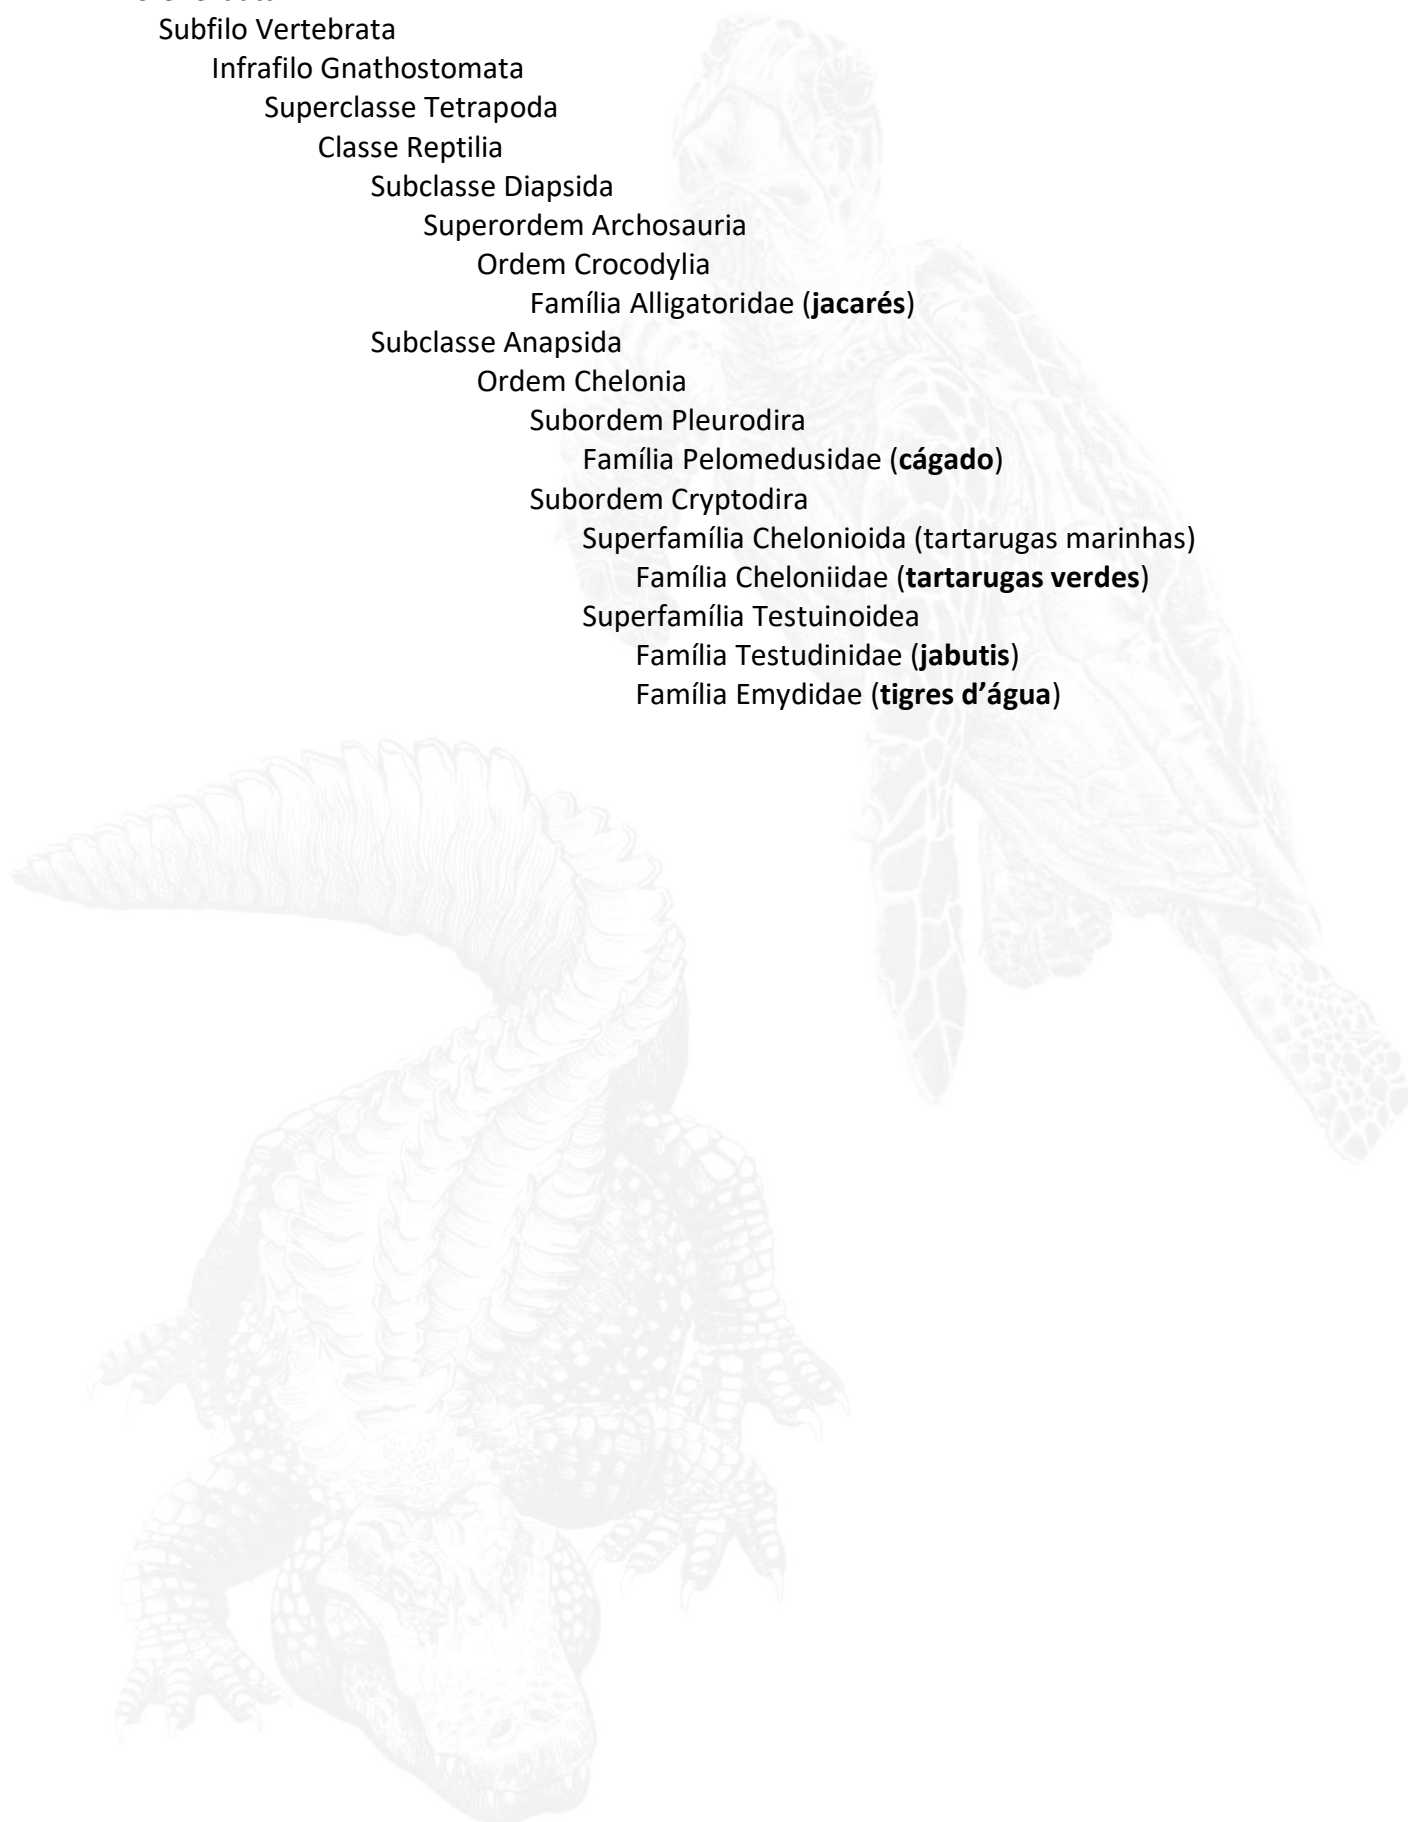 Subfilo Vertebrata
Infrafilo Gnathostomata
Superclasse Tetrapoda
Classe Reptilia
Subclasse Diapsida
Superordem Archosauria
Ordem Crocodylia
Família Alligatoridae (jacarés)
Subclasse Anapsida
Ordem Chelonia
Subordem Pleurodira
Família Pelomedusidae (cágado)
Subordem Cryptodira
Superfamília Chelonioida (tartarugas marinhas)
Família Cheloniidae (tartarugas verdes)
Superfamília Testuinoidea
Família Testudinidae (jabutis)
Família Emydidae (tigres d’água)